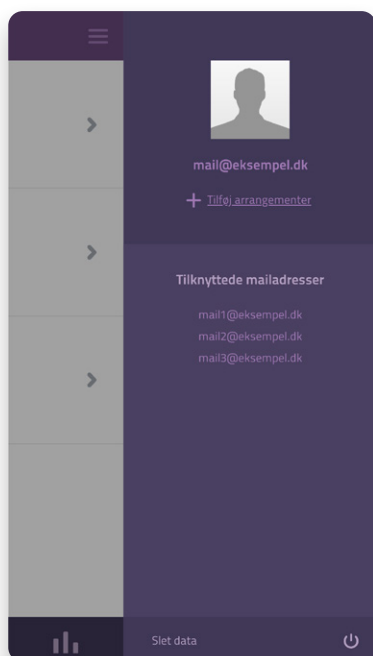 mail@eksempel.dk
Tilføj arrangementer
Tilknyttede mailadresser
mail1@eksempel.dk
mail2@eksempel.dk
mail3@eksempel.dk
Slet data